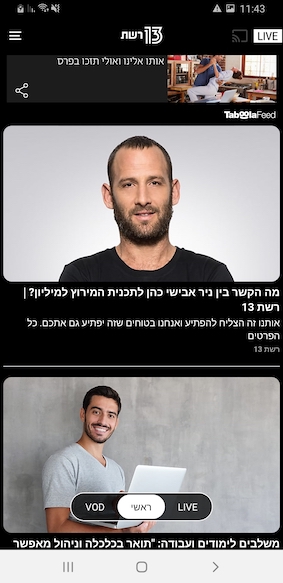 11:43
13 רשת
LIVE
אותו אלינו ואולי תזכו בפרס
Taboola Feed
מה הקשר בין ניר אבישי כהן לתכנית המירוץ למיליון? |
רשת 13
אותנו זה הצליח להפתיע ואנחנו בטוחים שזה יפתיע גם אתכם. כל
הפרטים
רשת 13
VOD ראשי LIVE
משלבים לימודים ועבודה: "תואר בכלכלה וניהול מאפשר